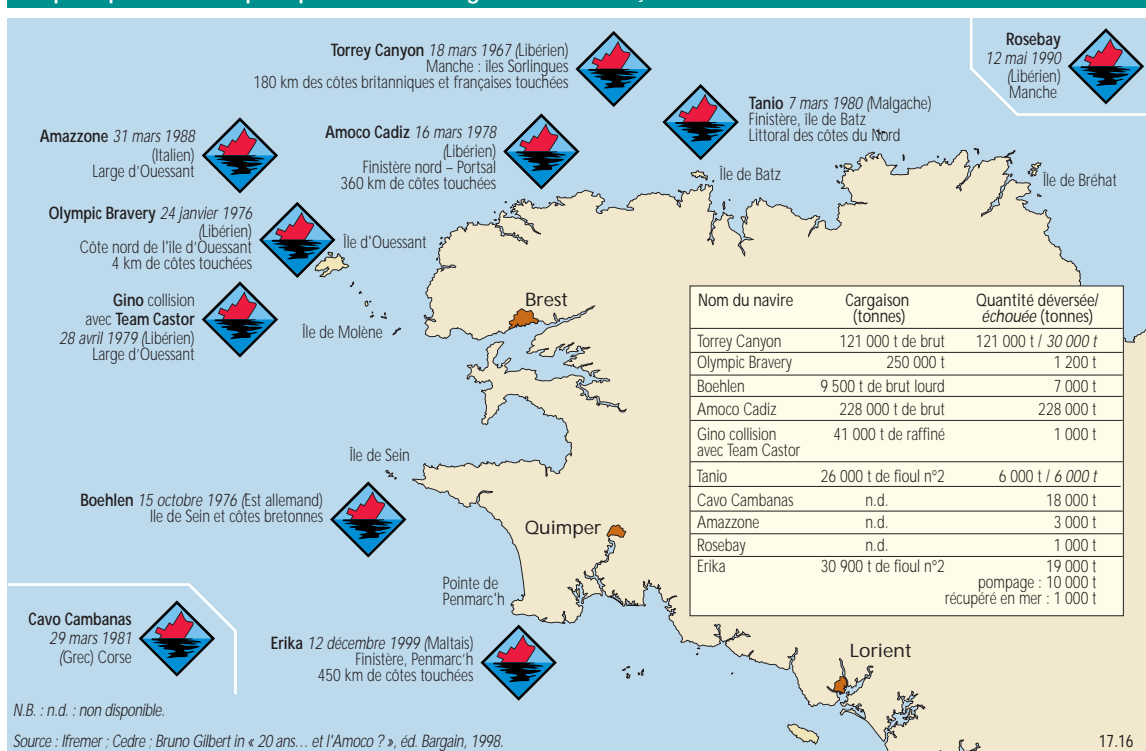 Torrey Canyon 18 mars 1967 (Libérien)
Manche : îles Sorlingues
180 km des côtes britanniques et françaises touchées
Rosebay
12 mai 1990
(Libérien)
Manche
Tanio 7 mars 1980 (Malgache)
Finistère, île de Batz
Littoral des côtes du Nord
Amazzone 31 mars 1988
(Italien)
Large d'Ouessant
Amoco Cadiz 16 mars 1978
(Libérien)
Finistère nord – Portsal
360 km de côtes touchées
Île de Batz
Île de Bréhat
Olympic Bravery 24 janvier 1976
(Libérien)
Côte nord de l'île d'Ouessant
4 km de côtes touchées
Île d'Ouessant
Gino collision
avec Team Castor
28 avril 1979 (Libérien)
Large d'Ouessant
Île de Molène
Brest
Nom du navire Cargaison (tonnes) Quantité déversée/ échouée (tonnes)
Torrey Canyon 121 000 t de brut 121 000 t / 30 000 t
Olympic Bravery 250 000 t 1 200 t
Boehlen 9 500 t de brut lourd 7 000 t
Amoco Cadiz 228 000 t de brut 228 000 t
Gino collision avec Team Castor 41 000 t de raffiné 1 000 t
Tanio 26 000 t de fioul n°2 6 000 t / 6 000 t
Cavo Cambanas n.d. 18 000 t
Amazzone n.d. 3 000 t
Rosebay n.d. 1 000 t
Erika 30 900 t de fioul n°2 19 000 t
pompage : 10 000 t
récupéré en mer : 1 000 t
Île de Sein
Boehlen 15 octobre 1976 (Est allemand)
Ile de Sein et côtes bretonnes
Quimper
Pointe de
Penmarc'h
Cavo Cambanas
29 mars 1981
(Grec) Corse
Erika 12 décembre 1999 (Maltais)
Finistère, Penmarc'h
450 km de côtes touchées
Lorient
N.B. : n.d. : non disponible.
Source : Ifremer ; Cedre ; Bruno Gilbert in « 20 ans... et l'Amoco ? », éd. Bargain, 1998.
17.16